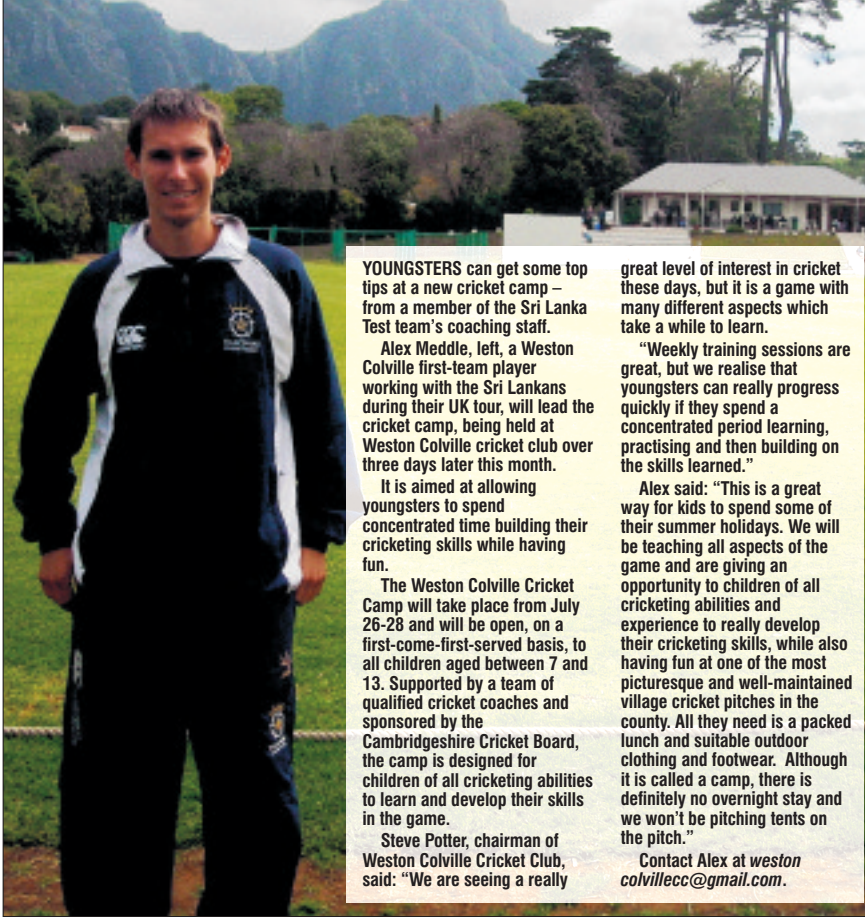 YOUNGSTERS can get some top
tips at a new cricket camp –
from a member of the Sri Lanka
Test team's coaching staff.
Alex Meddle, left, a Weston
Colville first-team player
working with the Sri Lankans
during their UK tour, will lead the
cricket camp, being held at
Weston Colville cricket club over
three days later this month.
It is aimed at allowing
youngsters to spend
concentrated time building their
cricketing skills while having
fun.
The Weston Colville Cricket
Camp will take place from July
26-28 and will be open, on a
first-come-first-served basis, to
all children aged between 7 and
13. Supported by a team of
qualified cricket coaches and
sponsored by the
Cambridgeshire Cricket Board,
the camp is designed for
children of all cricketing abilities
to learn and develop their skills
in the game.
Steve Potter, chairman of
Weston Colville Cricket Club,
said: “We are seeing a really
great level of interest in cricket
these days, but it is a game with
many different aspects which
take a while to learn.
“Weekly training sessions are
great, but we realise that
youngsters can really progress
quickly if they spend a
concentrated period learning,
practising and then building on
the skills learned.”
Alex said: “This is a great
way for kids to spend some of
their summer holidays. We will
be teaching all aspects of the
game and are giving an
opportunity to children of all
cricketing abilities and
experience to really develop
their cricketing skills, while also
having fun at one of the most
picturesque and well-maintained
village cricket pitches in the
county. All they need is a packed
lunch and suitable outdoor
clothing and footwear. Although
it is called a camp, there is
definitely no overnight stay and
we won't be pitching tents on
the pitch.”
Contact Alex at weston
colvillecc@gmail.com.